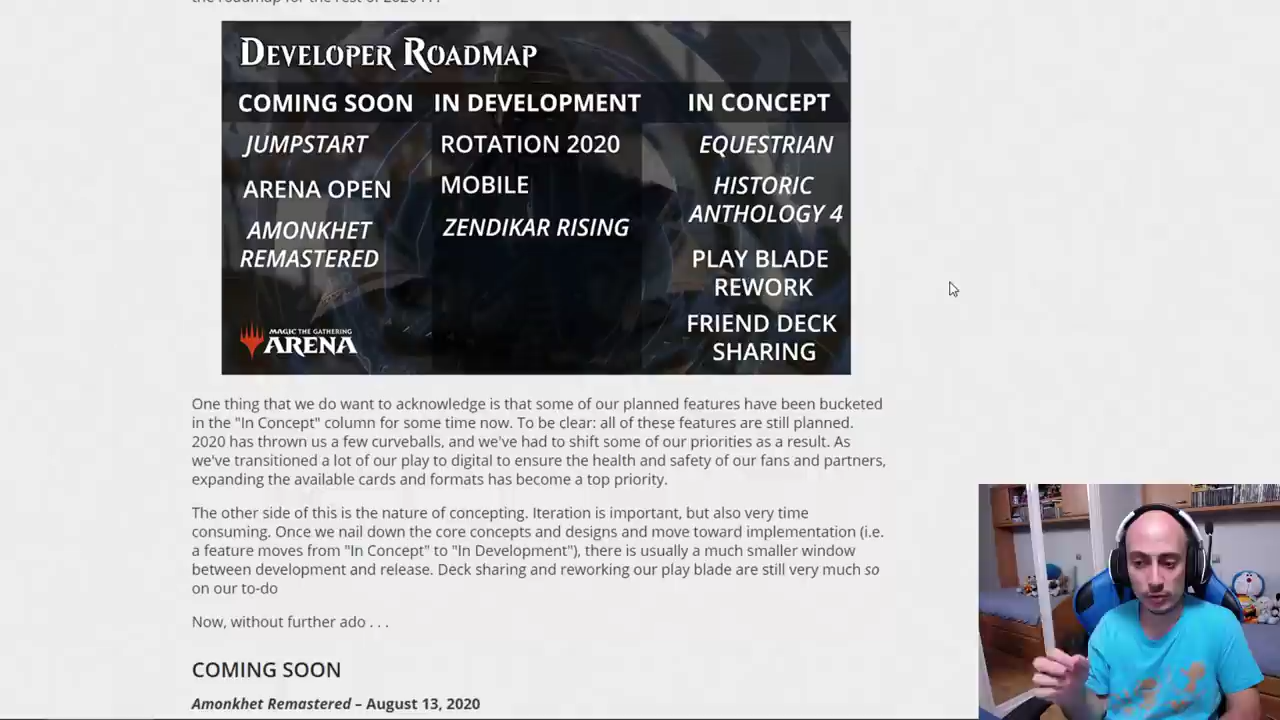 the roadmap for the rest of 2020 . . .
DEVELOPER ROADMAP
COMING SOON
JUMPSTART
ARENA OPEN
AMONKHET
REMASTERED
IN DEVELOPMENT
ROTATION 2020
MOBILE
ZENDIKAR RISING
IN CONCEPT
EQUESTRIAN
HISTORIC
ANTHOLOGY 4
PLAY BLADE
REWORK
FRIEND DECK
SHARING
MAGIC THE GATHERING
ARENA
One thing that we do want to acknowledge is that some of our planned features have been bucketed
in the "In Concept" column for some time now. To be clear: all of these features are still planned.
2020 has thrown us a few curveballs, and we've had to shift some of our priorities as a result. As
we've transitioned a lot of our play to digital to ensure the health and safety of our fans and partners,
expanding the available cards and formats has become a top priority.
The other side of this is the nature of concepting. Iteration is important, but also very time
consuming. Once we nail down the core concepts and designs and move toward implementation (i.e.
a feature moves from "In Concept" to "In Development"), there is usually a much smaller window
between development and release. Deck sharing and reworking our play blade are still very much so
on our to-do
Now, without further ado . . .
COMING SOON
Amonkhet Remastered – August 13, 2020